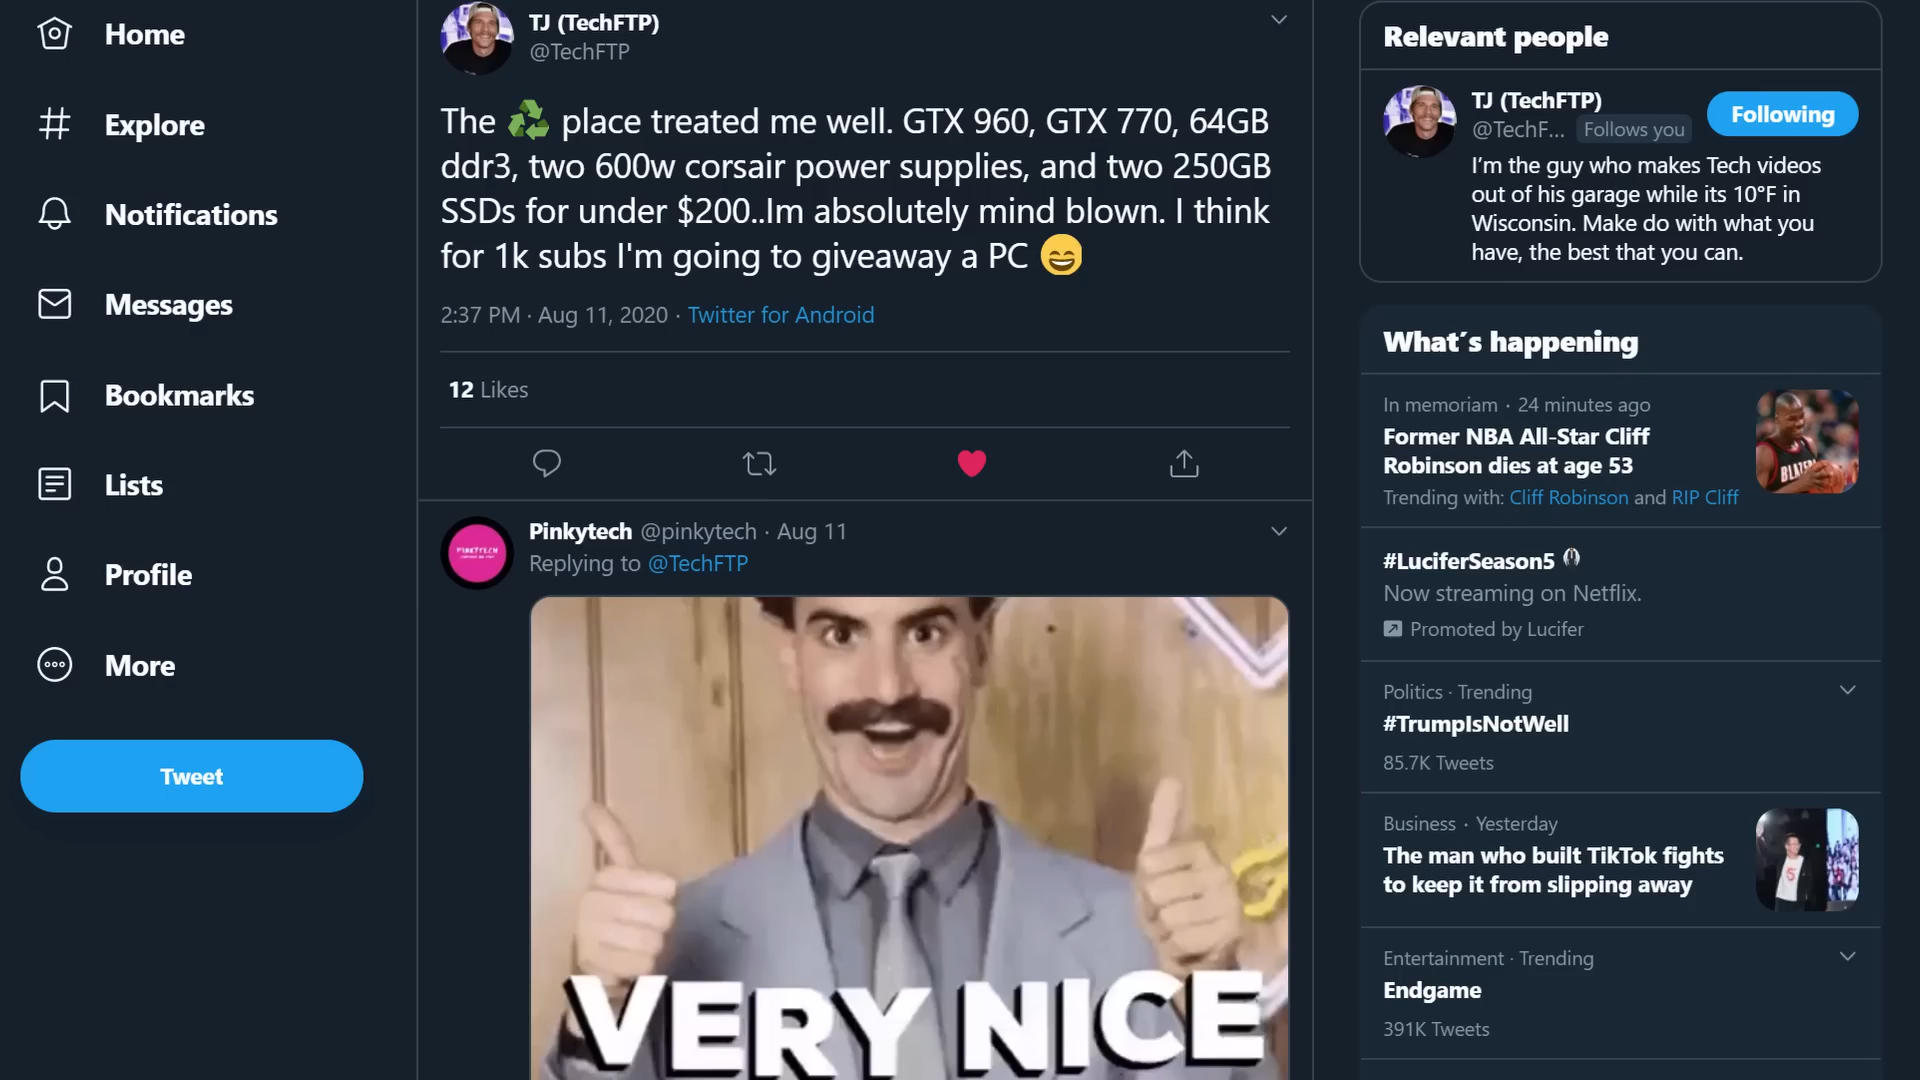 Home
Explore
Notifications
Messages
Bookmarks
Lists
Profile
More
Tweet
TJ (TechFTP)
@TechFTP
The ♻ place treated me well. GTX 960, GTX 770, 64GB
ddr3, two 600w corsair power supplies, and two 250GB
SSDs for under $200..Im absolutely mind blown. I think
for 1k subs I'm going to giveaway a PC 😄
2:37 PM · Aug 11, 2020 · Twitter for Android
12 Likes
PINKYTECH
Pinkytech @pinkytech · Aug 11
Replying to @TechFTP
VERY NICE
Relevant people
TJ (TechFTP)
@TechF... Follows you
Following
I’m the guy who makes Tech videos
out of his garage while its 10°F in
Wisconsin. Make do with what you
have, the best that you can.
What´s happening
In memoriam · 24 minutes ago
Former NBA All-Star Cliff
Robinson dies at age 53
Trending with: Cliff Robinson and RIP Cliff
#LuciferSeason5
Now streaming on Netflix.
Promoted by Lucifer
Politics · Trending
#TrumpIsNotWell
85.7K Tweets
Business · Yesterday
The man who built TikTok fights
to keep it from slipping away
Entertainment · Trending
Endgame
391K Tweets